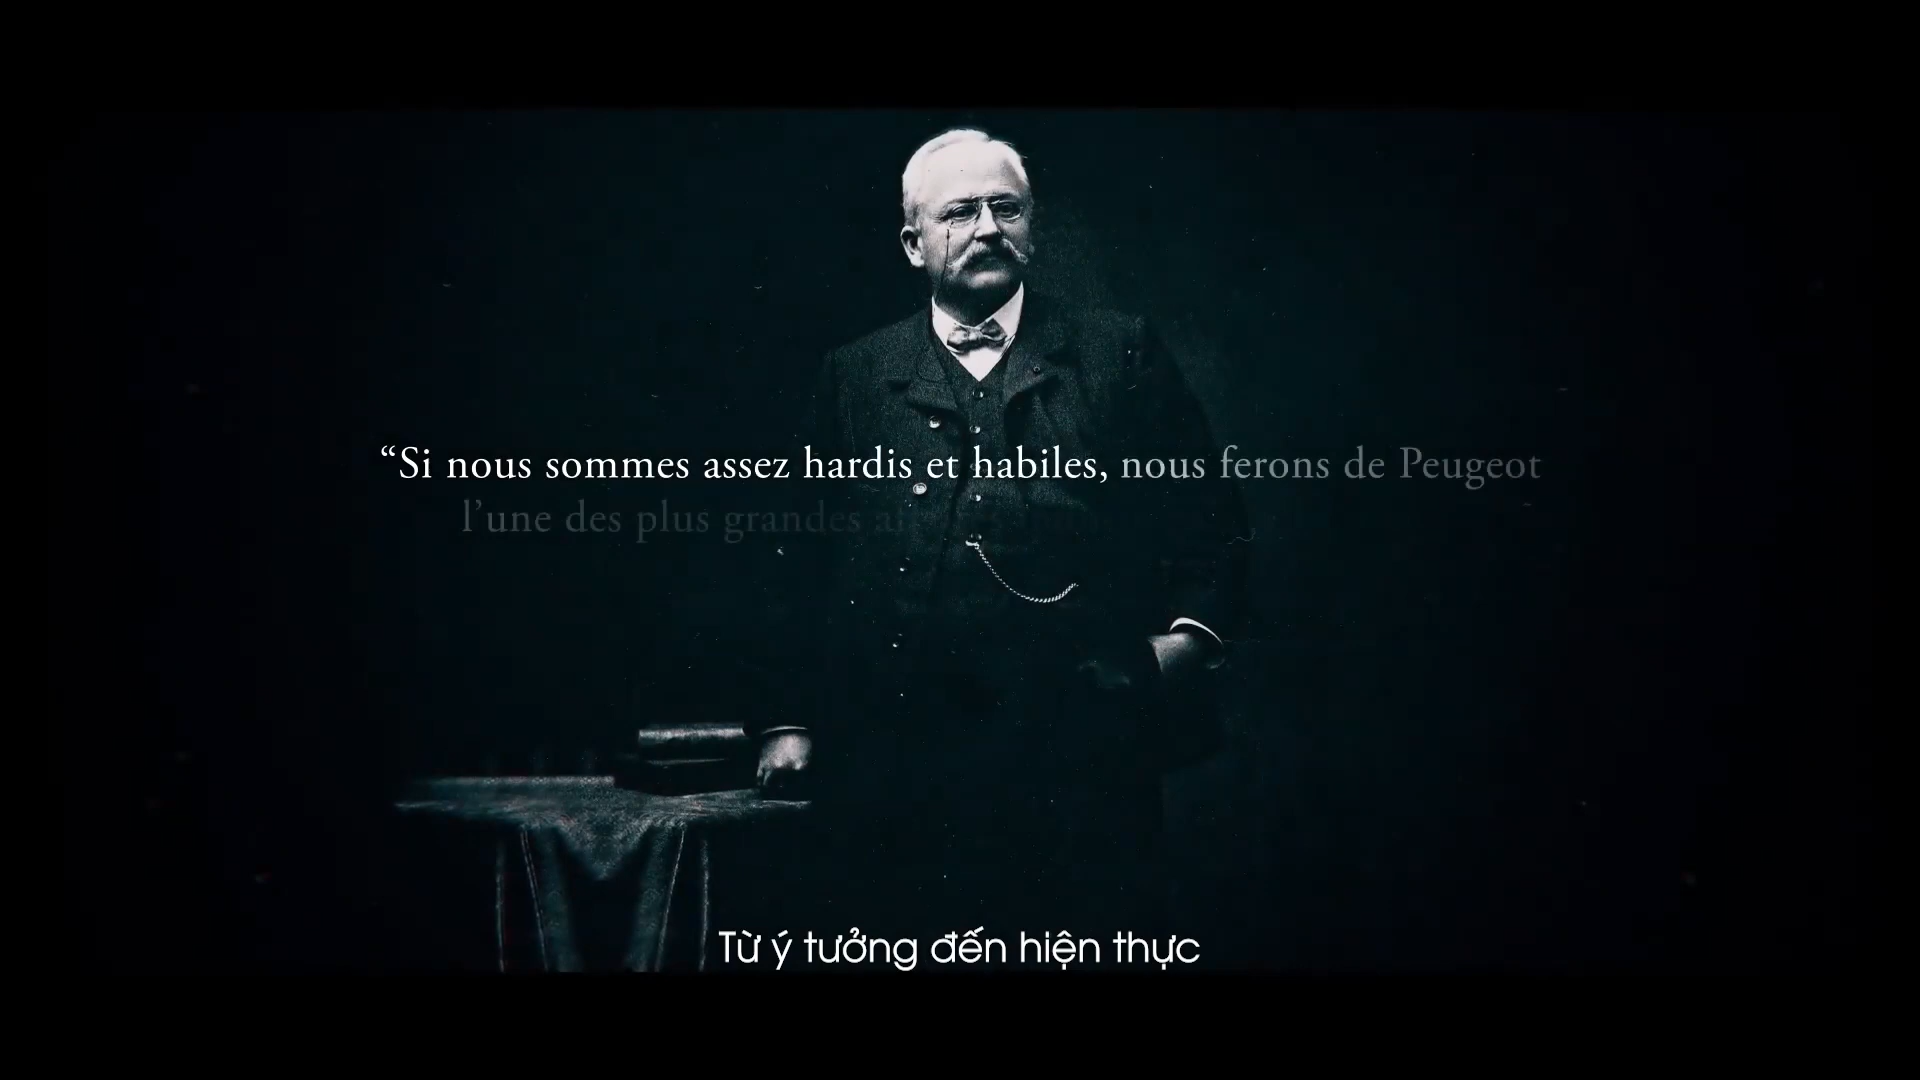 “Si nous sommes assez hardis et habiles, nous ferons de Peugeot
l’une des plus grandes
Từ ý tưởng đến hiện thực